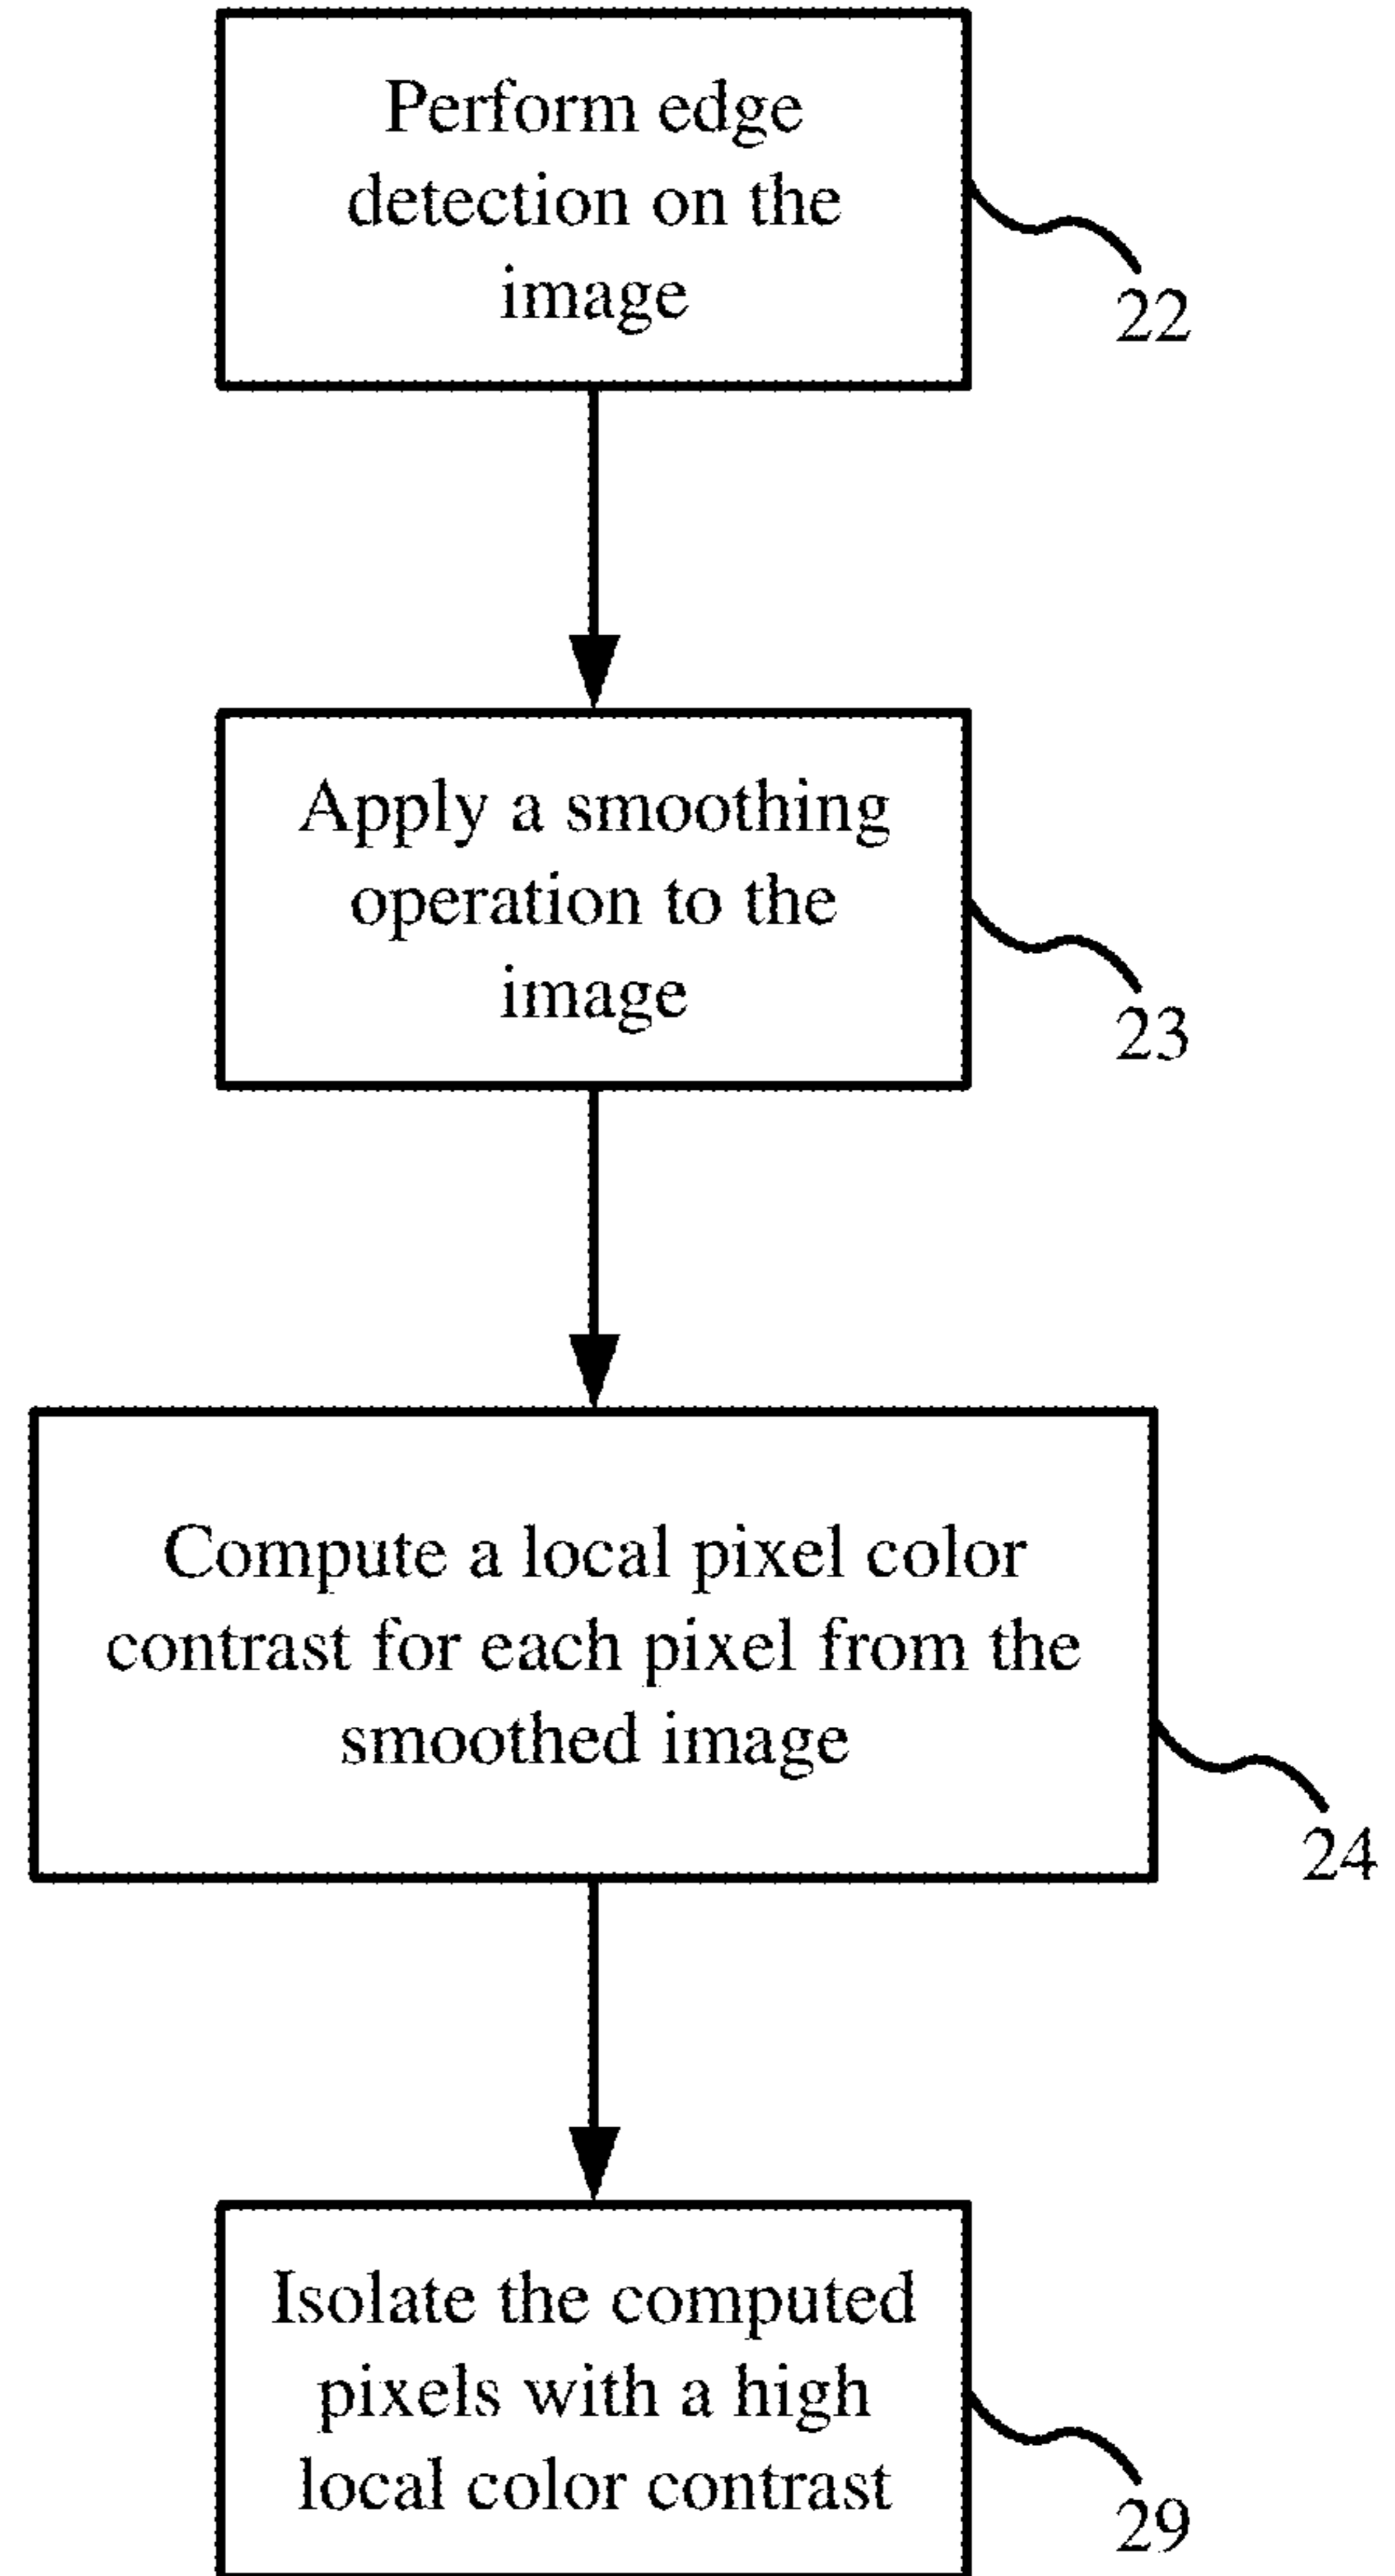 Perform edge
detection on the
image
22
Apply a smoothing
operation to the
image
23
Compute a local pixel color
contrast for each pixel from the
smoothed image
24
Isolate the computed
pixels with a high
local color contrast
29